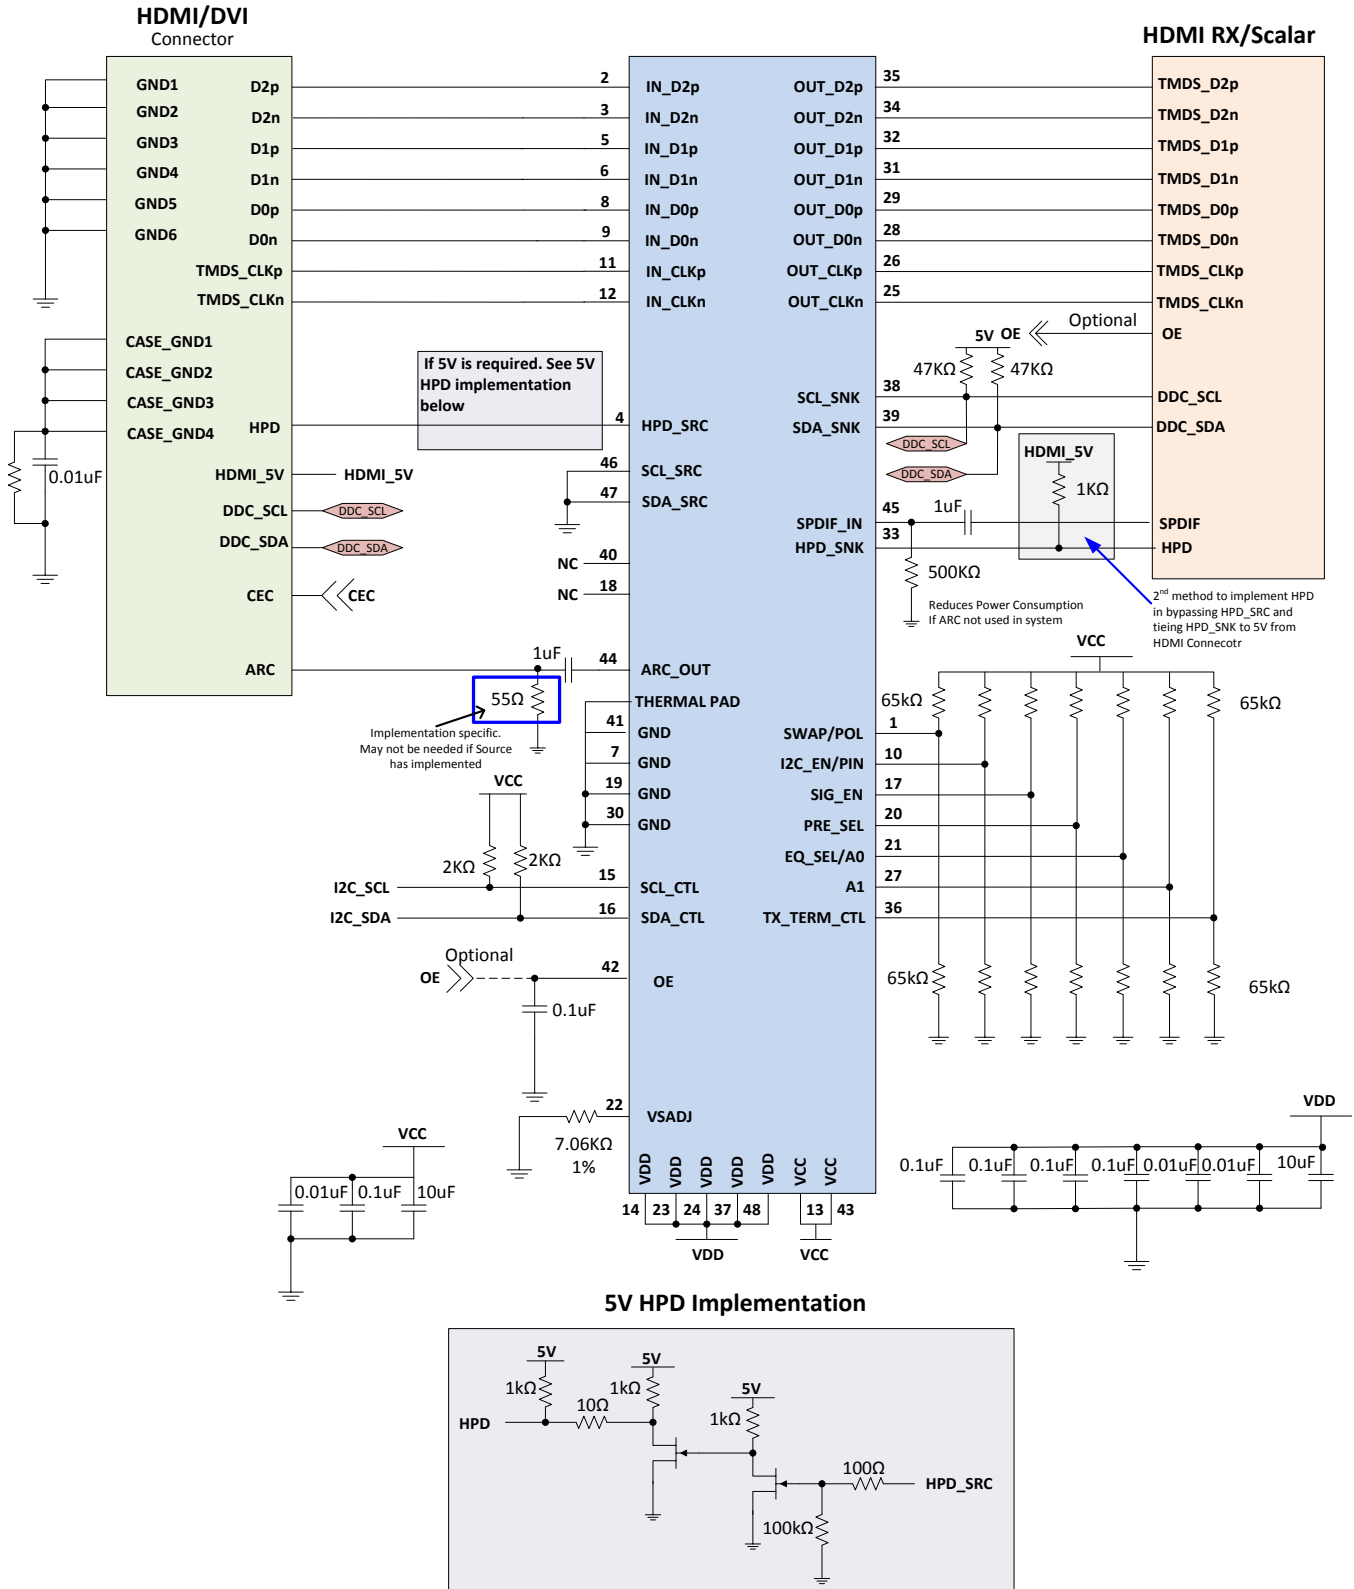 HDMI/DVI
Connector
HDMI RX/Scalar
GND1
GND2
GND3
GND4
GND5
GND6
D2p
D2n
D1p
D1n
D0p
D0n
TMDS_CLKp
TMDS_CLKn
CASE_GND1
CASE_GND2
CASE_GND3
CASE_GND4
0.01uF
HPD
HDMI_5V
HDMI_5V
DDC_SCL
DDC_SCL
DDC_SDA
DDC_SDA
CEC
CEC
ARC
2
3
5
6
8
9
11
12
IN_D2p
IN_D2n
IN_D1p
IN_D1n
IN_D0p
IN_D0n
IN_CLKp
IN_CLKn
OUT_D2p
OUT_D2n
OUT_D1p
OUT_D1n
OUT_D0p
OUT_D0n
OUT_CLKp
OUT_CLKn
35
34
32
31
29
28
26
25
TMDS_D2p
TMDS_D2n
TMDS_D1p
TMDS_D1n
TMDS_D0p
TMDS_D0n
TMDS_CLKp
TMDS_CLKn
OE
Optional
OE
5V
47KΩ
47KΩ
If 5V is required. See 5V
HPD implementation
below
4
HPD_SRC
46
SCL_SRC
47
SDA_SRC
40
NC
18
NC
1uF
44
ARC_OUT
55Ω
Implementation specific.
May not be needed if Source
has implemented
THERMAL PAD
41
GND
7
GND
19
GND
30
GND
VCC
2KΩ
2KΩ
I2C_SCL
15
SCL_CTL
I2C_SDA
16
SDA_CTL
Optional
OE
42
OE
0.1uF
22
VSADJ
7.06KΩ
1%
SCL_SNK
38
DDC_SCL
SDA_SNK
39
DDC_SDA
DDC_SCL
DDC_SDA
HDMI_5V
1KΩ
SPDIF_IN
45
1uF
SPDIF
HPD_SNK
33
HPD
500KΩ
Reduces Power Consumption
If ARC not used in system
2nd method to implement HPD
in bypassing HPD_SRC and
tieing HPD_SNK to 5V from
HDMI Connecotr
VCC
65kΩ
65kΩ
SWAP/POL
1
I2C_EN/PIN
10
SIG_EN
17
PRE_SEL
20
EQ_SEL/A0
21
A1
27
TX_TERM_CTL
36
65kΩ
65kΩ
VCC
0.01uF
0.1uF
10uF
VDD
VDD
VDD
VDD
VDD
VCC
VCC
14
23
24
37
48
13
43
VDD
VCC
VDD
0.1uF
0.1uF
0.1uF
0.1uF
0.01uF
0.01uF
10uF
5V HPD Implementation
5V
1kΩ
HPD
10Ω
5V
1kΩ
5V
1kΩ
100Ω
HPD_SRC
100kΩ